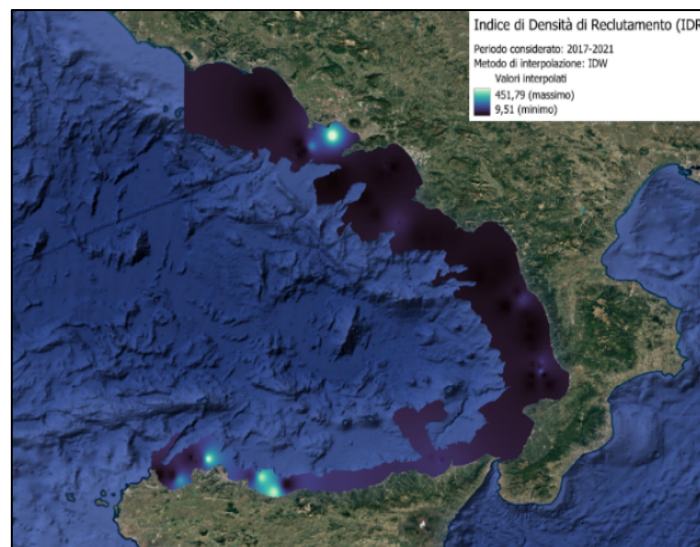 Indice di Densità di Reclutamento (IDR
Periodo considerato: 2017-2021
Metodo di interpolazione: IDW
Valori interpolati
451,79 (massimo)
9,51 (minimo)